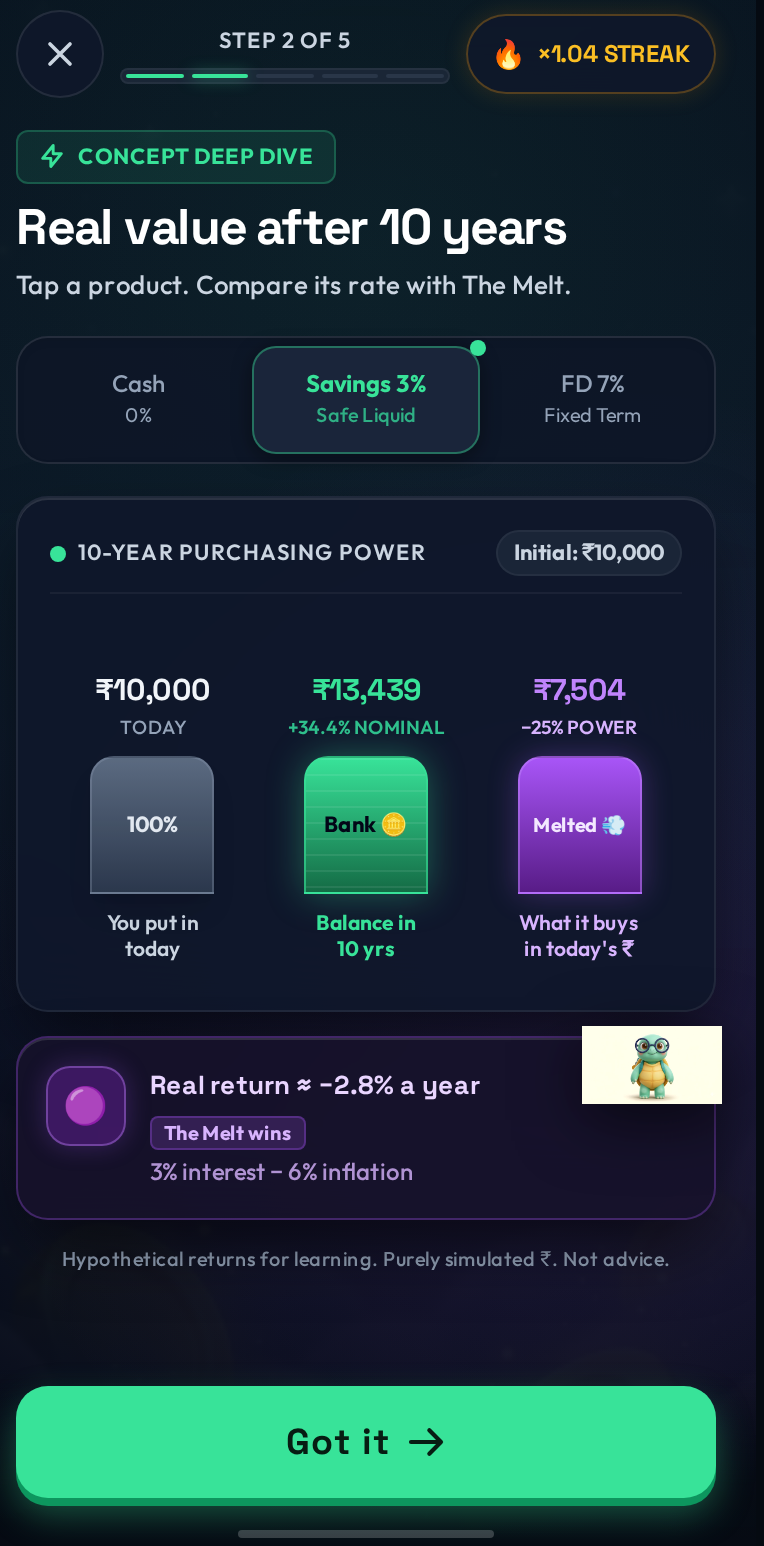 STEP 2 OF 5
🔥 ×1.04 STREAK
CONCEPT DEEP DIVE
Real value after 10 years
Tap a product. Compare its rate with The Melt.
Cash
0%
Savings 3%
Safe Liquid
FD 7%
Fixed Term
10-YEAR PURCHASING POWER
Initial: ₹10,000
₹10,000
TODAY
100%
You put in
today
₹13,439
+34.4% NOMINAL
Bank 🪙
Balance in
10 yrs
₹7,504
−25% POWER
Melted 💨
What it buys
in today's ₹
Real return ≈ −2.8% a year
The Melt wins
3% interest − 6% inflation
Hypothetical returns for learning. Purely simulated ₹. Not advice.
Got it →